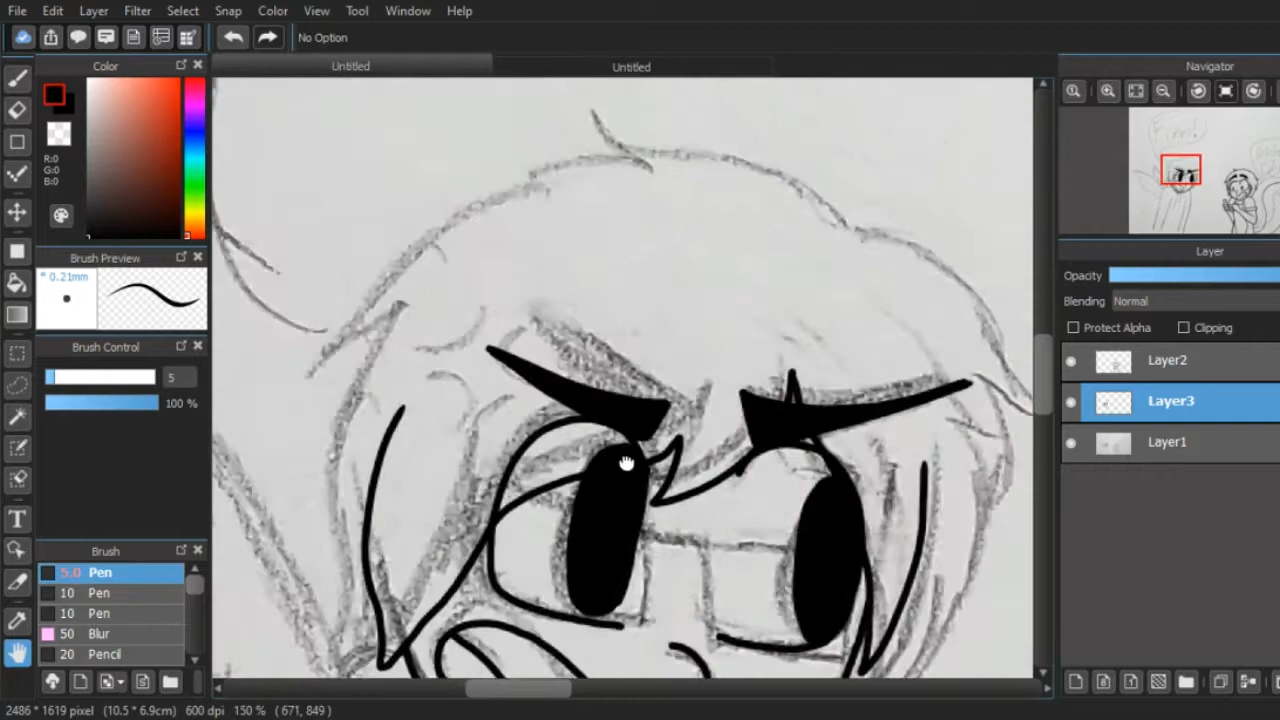 File Edit Layer Filter Select Snap Color View Tool Window Help
No Option
Color
Untitled
Untitled
Navigator
R:0
G:0
B:0
Brush Preview
* 0.21mm
Layer
Opacity
Blending Normal
Protect Alpha Clipping
Brush Control
5
100 %
Layer2
Layer3
Layer1
T
Brush
5.0 Pen
10 Pen
10 Pen
50 Blur
20 Pencil
2486 * 1619 pixel (10.5 * 6.9cm) 600 dpi 150 % ( 671, 849 )